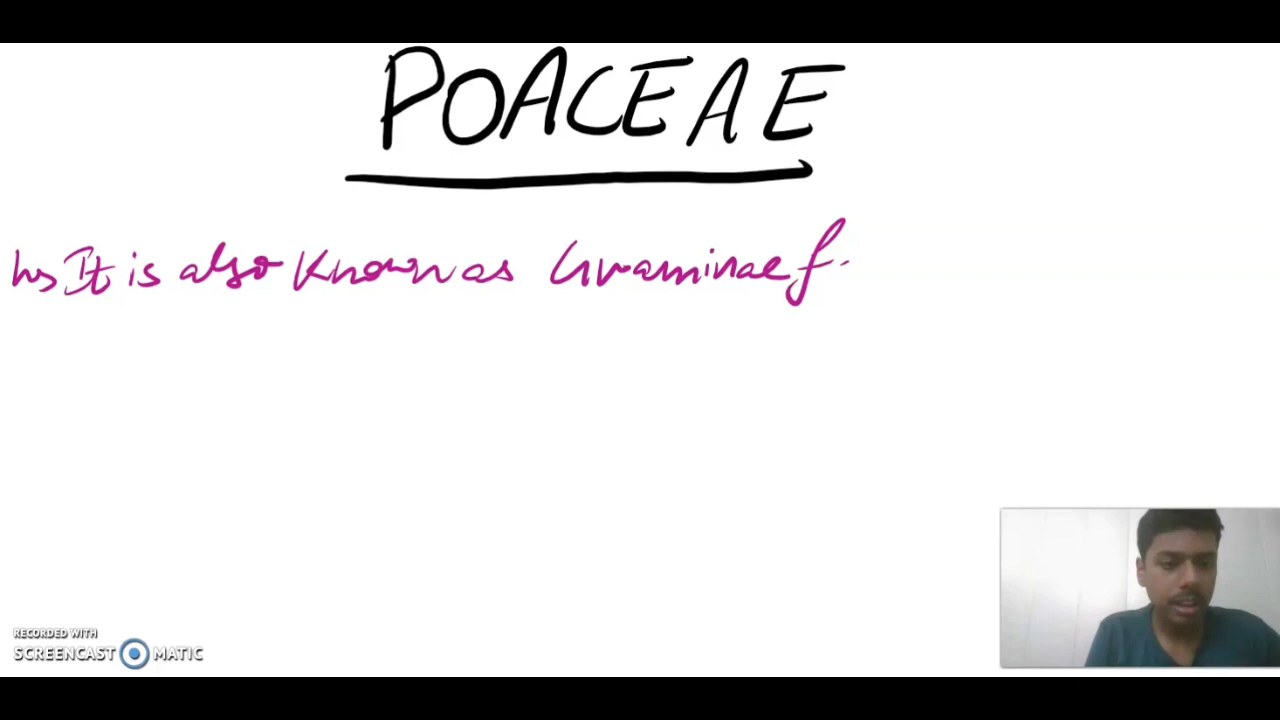 POACEAE
↳ It is also known as Graminae f.
RECORDED WITH
SCREENCAST MATIC